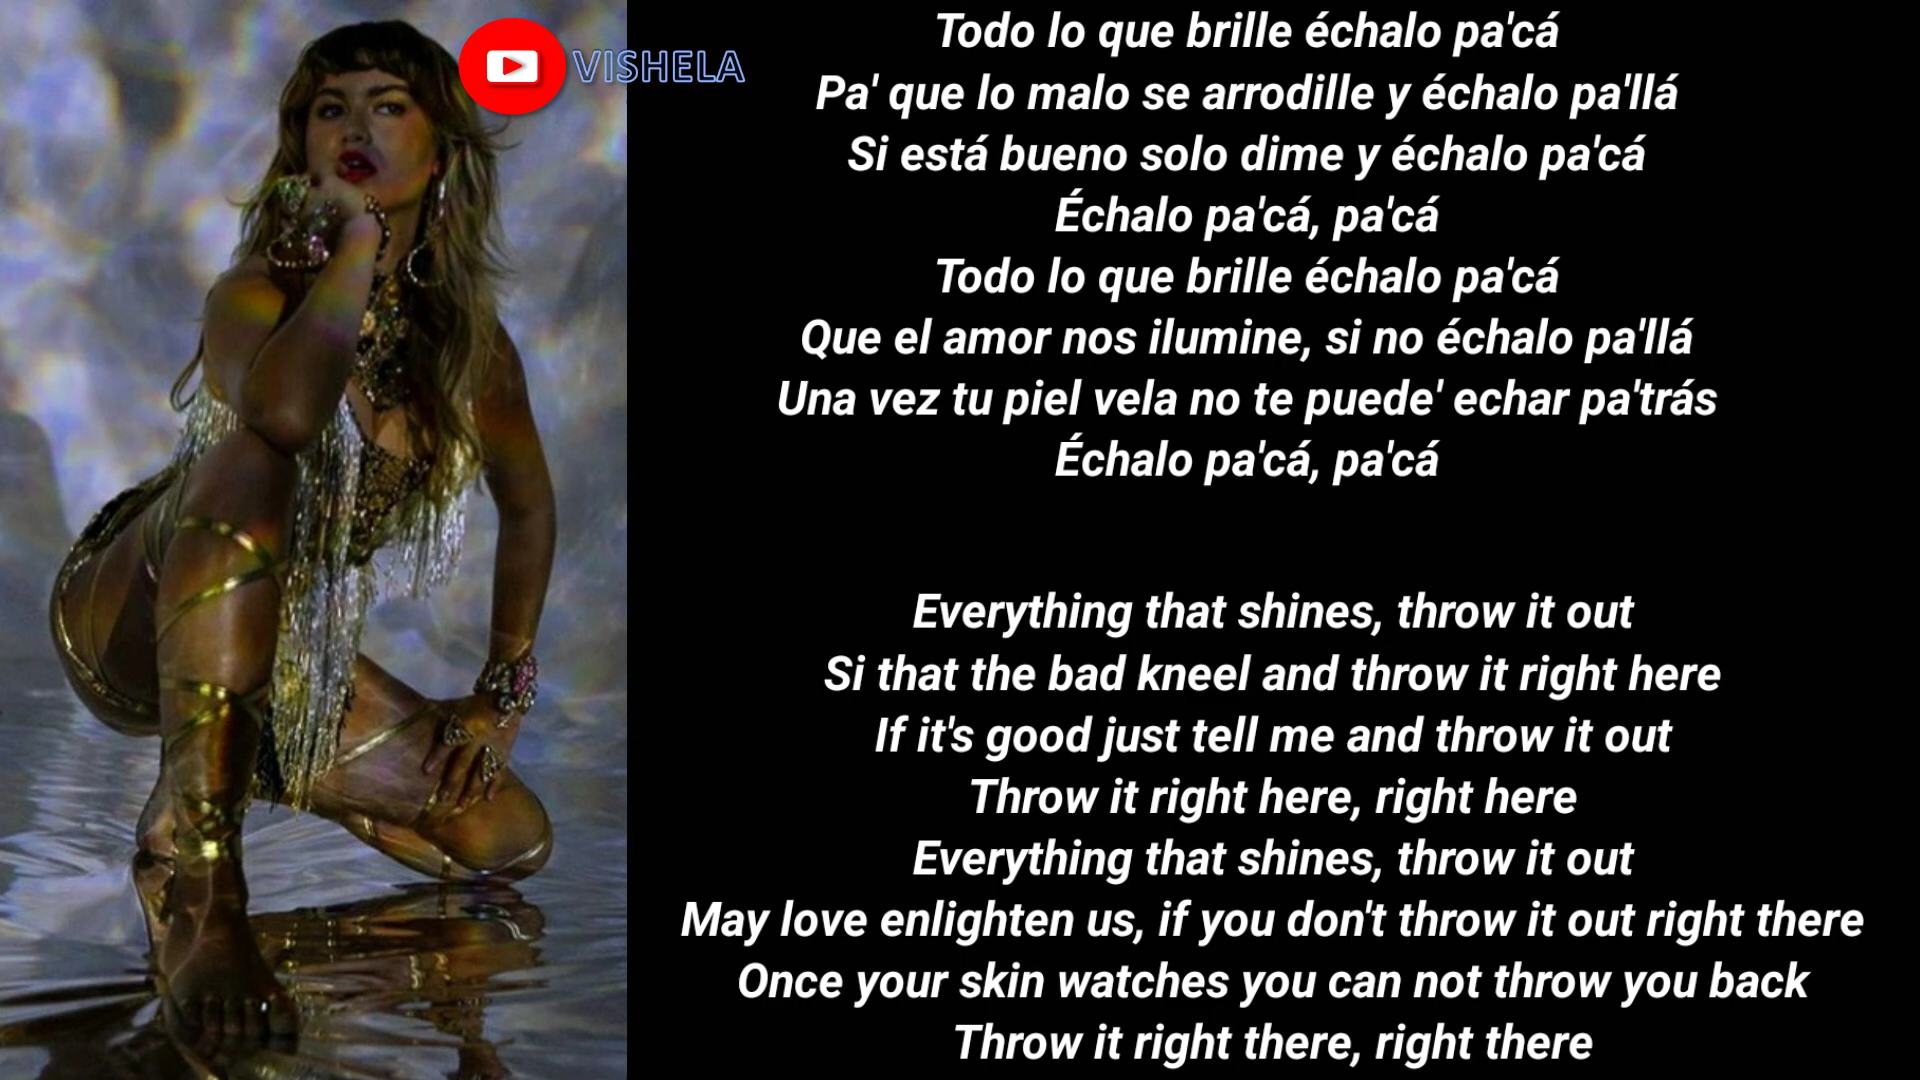 VISHELA
Todo lo que brille échalo pa'cá
Pa' que lo malo se arrodille y échalo pa'llá
Si está bueno solo dime y échalo pa'cá
Échalo pa'cá, pa'cá
Todo lo que brille échalo pa'cá
Que el amor nos ilumine, si no échalo pa'llá
Una vez tu piel vela no te puede' echar pa'trás
Échalo pa'cá, pa'cá
Everything that shines, throw it out
Si that the bad kneel and throw it right here
If it's good just tell me and throw it out
Throw it right here, right here
Everything that shines, throw it out
May love enlighten us, if you don't throw it out right there
Once your skin watches you can not throw you back
Throw it right there, right there